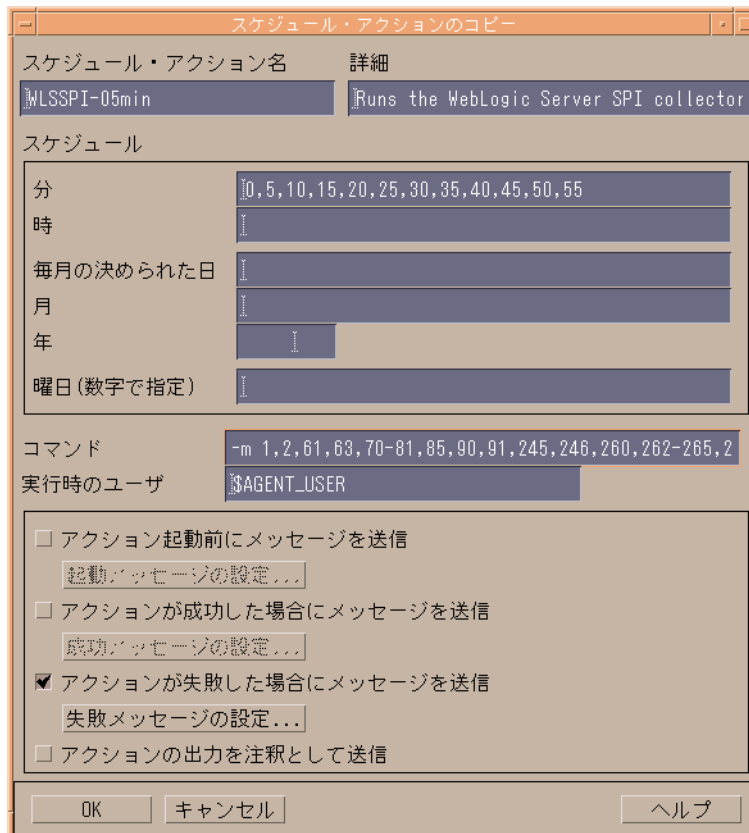 スケジュール・アクションのコピー
スケジュール・アクション名 詳細
WLSSPI-05min Runs the WebLogic Server SPI collector
スケジュール
分 0,5,10,15,20,25,30,35,40,45,50,55
時
毎月の決められた日
月
年
曜日(数字で指定)
コマンド -m 1,2,61,63,70-81,85,90,91,245,246,260,262-265,2
実行時のユーザ $AGENT_USER
アクション起動前にメッセージを送信
起動メッセージの設定...
アクションが成功した場合にメッセージを送信
成功メッセージの設定...
アクションが失敗した場合にメッセージを送信
失敗メッセージの設定...
アクションの出力を注釈として送信
OK キャンセル ヘルプ